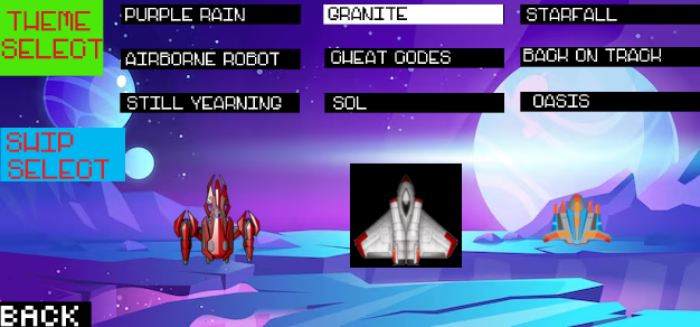 THEME
SELECT
PURPLE RAIN
GRANITE
STARFALL
AIRBORNE ROBOT
CHEAT CODES
BACK ON TRACK
STILL YEARNING
SOL
OASIS
SHIP
SELECT
BACK